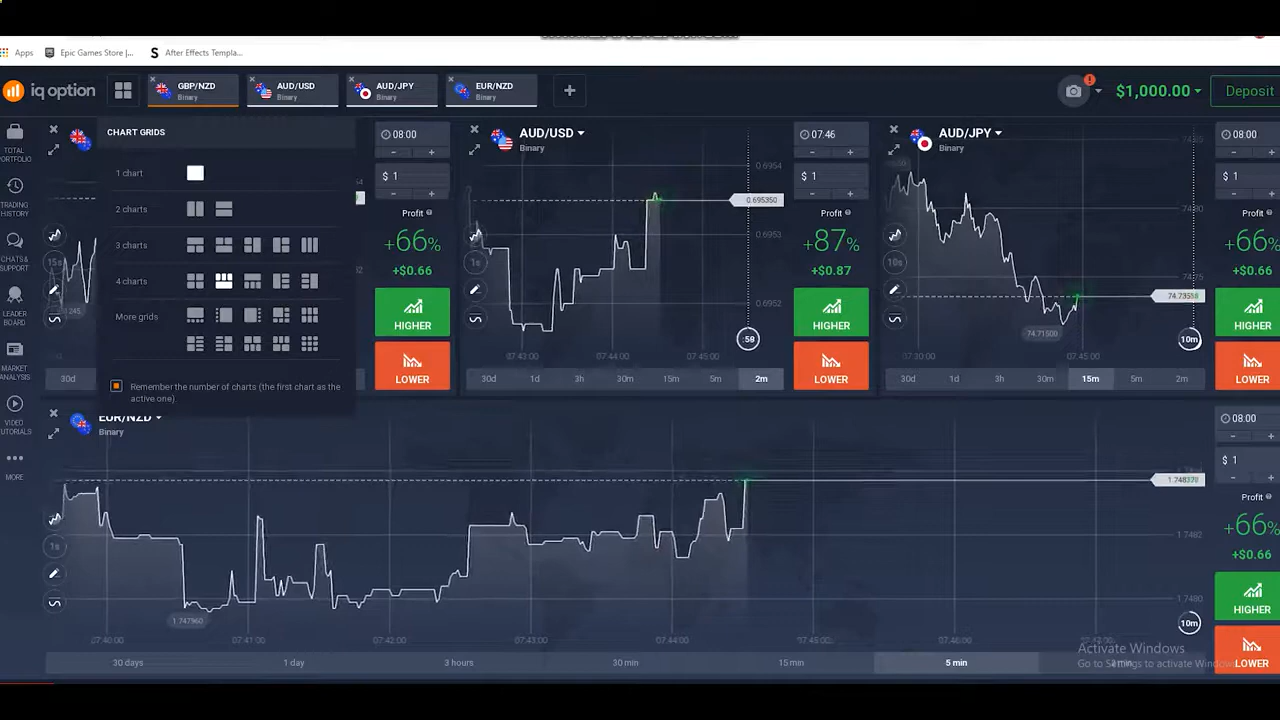 Apps
Epic Games Store |...
After Effects Templa...
iq option
GBP/NZD
Binary
AUD/USD
Binary
AUD/JPY
Binary
EUR/NZD
Binary
+
$1,000.00
Deposit
TOTAL
PORTFOLIO
TRADING
HISTORY
CHATS &
SUPPORT
LEADER
BOARD
MARKET
ANALYSIS
VIDEO
TUTORIALS
MORE
CHART GRIDS
1 chart
2 charts
3 charts
4 charts
More grids
Remember the number of charts (the first chart as the
active one)
15s
30d
08:00
- +
$ 1
- +
Profit
+66%
+$0.66
HIGHER
LOWER
AUD/USD
Binary
1s
0.6954
0.695350
0.6953
0.6952
:58
07:43:00
07:44:00
07:45:00
30d 1d 3h 30m 15m 5m 2m
07:46
- +
$ 1
- +
Profit
+87%
+$0.87
HIGHER
LOWER
AUD/JPY
Binary
10s
74.71500
10m
07:30:00
07:45:00
30d 1d 3h 30m 15m 5m 2m
08:00
- +
$ 1
- +
Profit
+66%
+$0.66
HIGHER
LOWER
EUR/NZD
Binary
1s
1.747960
1.7482
1.7480
10m
07:40:00
07:41:00
07:42:00
07:43:00
07:44:00
07:45:00
07:46:00
30 days
1 day
3 hours
30 min
15 min
5 min
2 min
08:00
- +
$ 1
- +
Profit
+66%
+$0.66
HIGHER
LOWER
Activate Windows
Go to Settings to activate Windows.